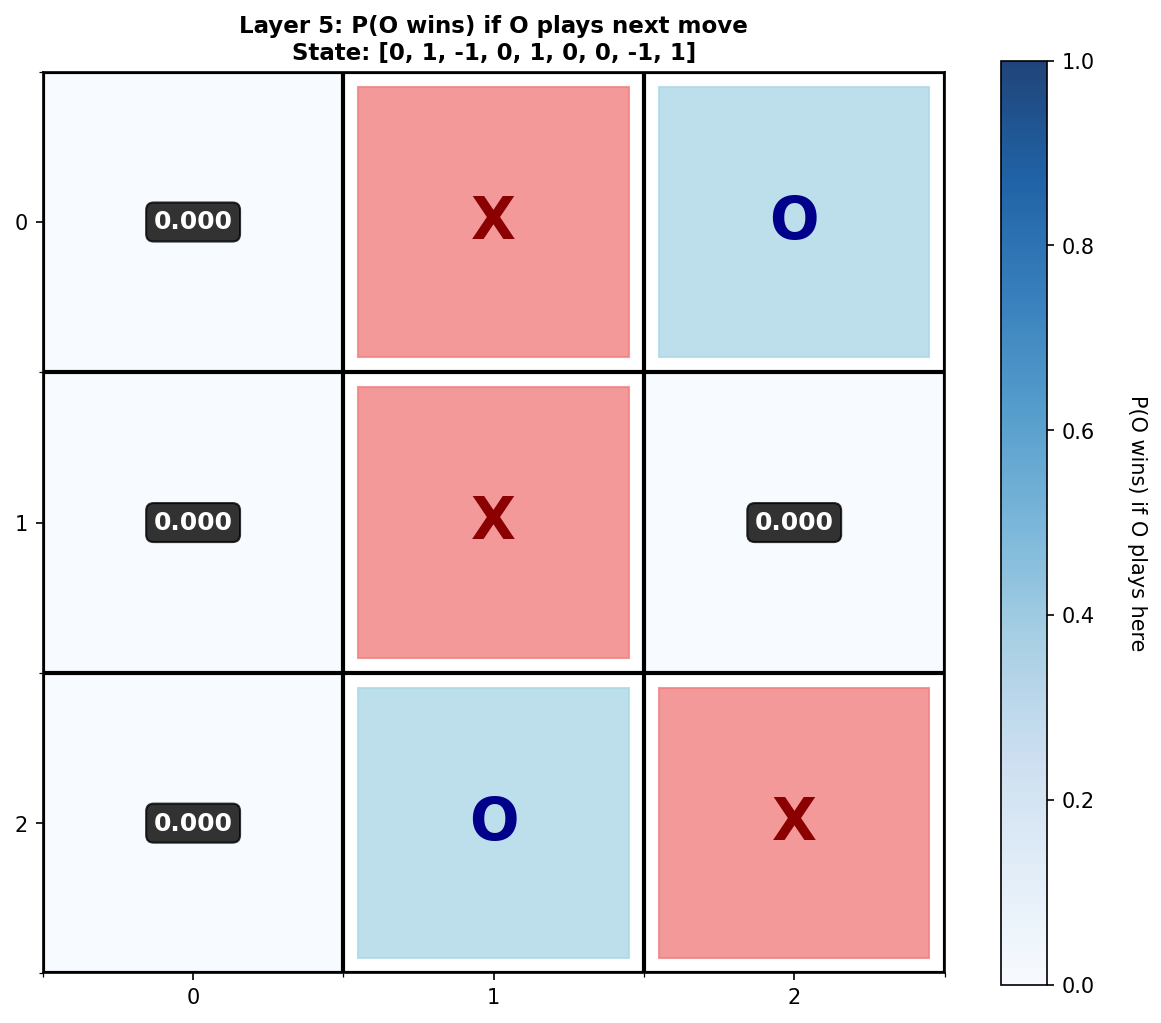 Layer 5: P(O wins) if O plays next move
State: [0, 1, -1, 0, 1, 0, 0, -1, 1]
0
0.000
X
O
1
0.000
X
0.000
2
0.000
O
X
0
1
2
1.0
0.8
0.6
0.4
0.2
0.0
P(O wins) if O plays here